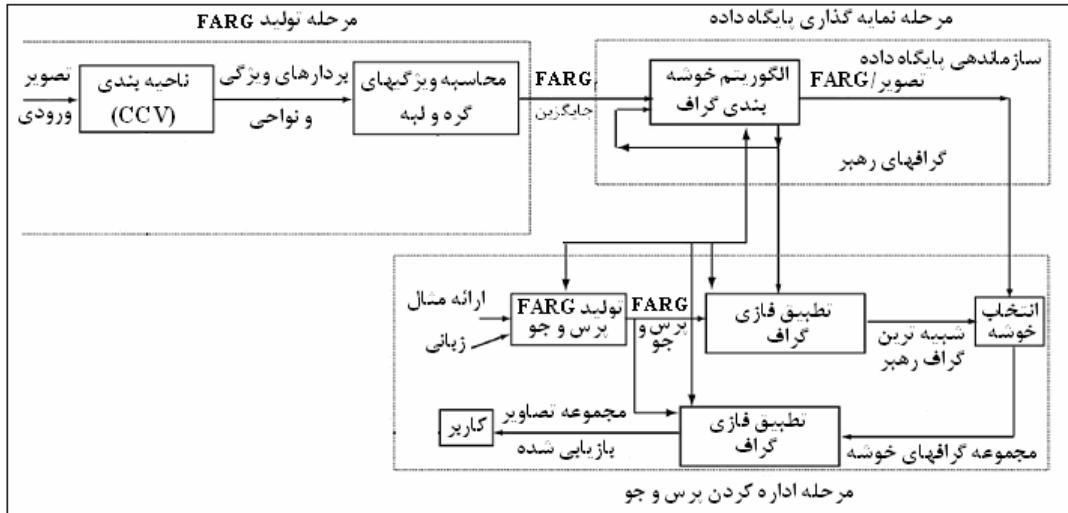 مرحله تولید FARG
مرحله نمایه گذاری پایگاه داده
تصویر
ورودی
ناحیه بندی
(CCV)
پردارهای ویژگی
و نواحی
محاسبه ویژگیهای
گره و لبه
FARG
جایگزین
سازماندهی پایگاه داده
الگوریتم خوشه
بندی گراف
تصویر/FARG
گرافهای رهبر
ارائه مثال
زبانی
تولید FARG
پرس و جو
FARG
پرس و
جو
تطبیق فازی
گراف
شبیه ترین
گراف رهبر
انتخاب
خوشه
کاربر
مجموعه تصاویر
بازیابی شده
تطبیق فازی
گراف
مجموعه گرافهای خوشه
مرحله اداره کردن پرس و جو